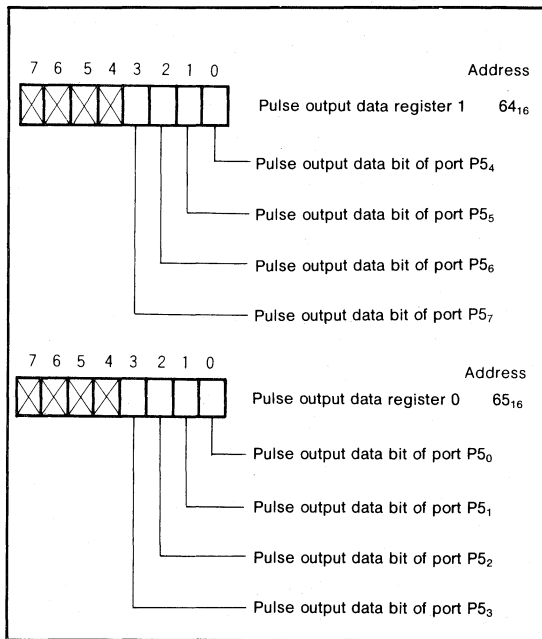 7 6 5 4 3 2 1 0
Address
Pulse output data register 1 64₁₆
Pulse output data bit of port P5₄
Pulse output data bit of port P5₅
Pulse output data bit of port P5₆
Pulse output data bit of port P5₇
7 6 5 4 3 2 1 0
Address
Pulse output data register 0 65₁₆
Pulse output data bit of port P5₀
Pulse output data bit of port P5₁
Pulse output data bit of port P5₂
Pulse output data bit of port P5₃